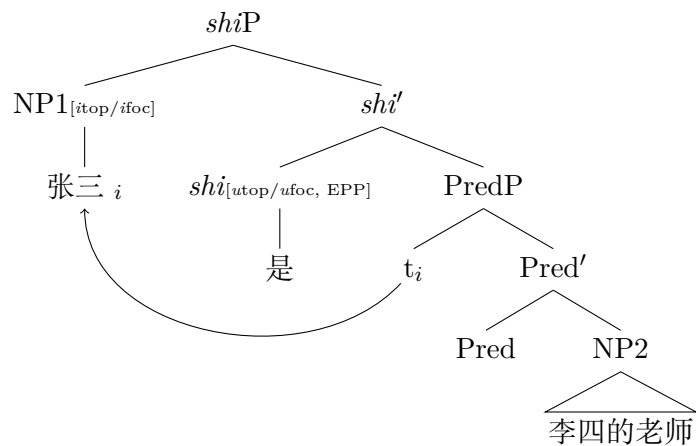 shiP
NP1[itop/ifoc] shi′
张三 i shi[utop/ufoc, EPP] PredP
是 ti Pred′
Pred NP2
李四的老师